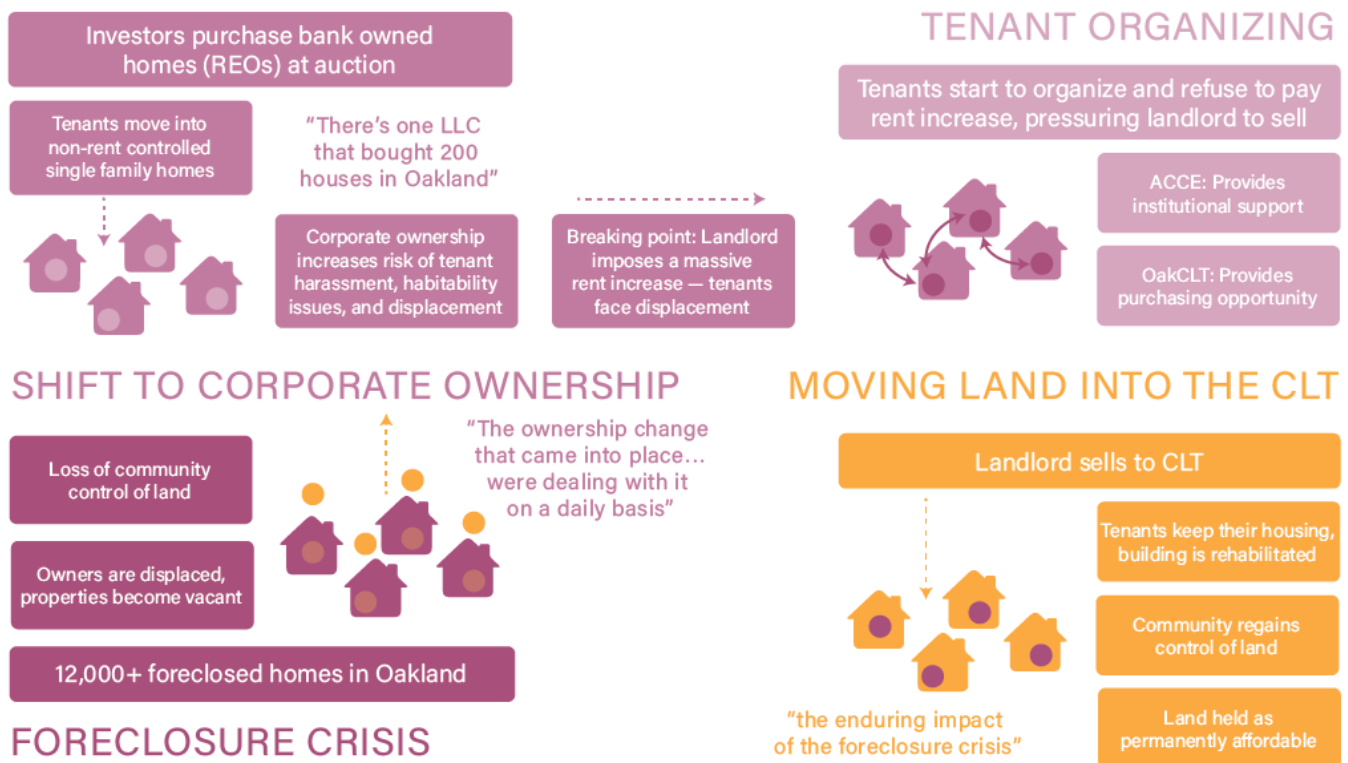 Investors purchase bank owned
homes (REOs) at auction
Tenants move into
non-rent controlled
single family homes
"There's one LLC
that bought 200
houses in Oakland"
Corporate ownership
increases risk of tenant
harassment, habitability
issues, and displacement
Breaking point: Landlord
imposes a massive
rent increase — tenants
face displacement
SHIFT TO CORPORATE OWNERSHIP
"The ownership change
that came into place...
were dealing with it
on a daily basis"
Loss of community
control of land
Owners are displaced,
properties become vacant
12,000+ foreclosed homes in Oakland
FORECLOSURE CRISIS
TENANT ORGANIZING
Tenants start to organize and refuse to pay
rent increase, pressuring landlord to sell
ACCE: Provides
institutional support
OakCLT: Provides
purchasing opportunity
MOVING LAND INTO THE CLT
Landlord sells to CLT
Tenants keep their housing,
building is rehabilitated
Community regains
control of land
Land held as
permanently affordable
"the enduring impact
of the foreclosure crisis"